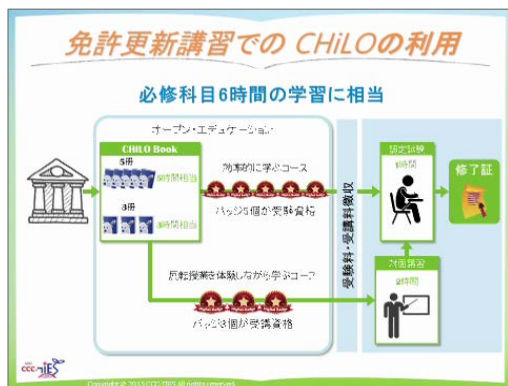 免許更新講習での CHiLOの利用
必修科目6時間の学習に相当
オープン・エデュケーション
CHiLO Book
5冊
5時間相当
3冊
3時間相当
効率的に学ぶコース
バッジ5個が受験資格
反転授業を体験しながら学ぶコース
バッジ3個が受講資格
受験料・受講料徴収
認定試験
1時間
対面講習
修了証
CCC-TIES
Copyright © 2015 CCC-TIES All rights reserved